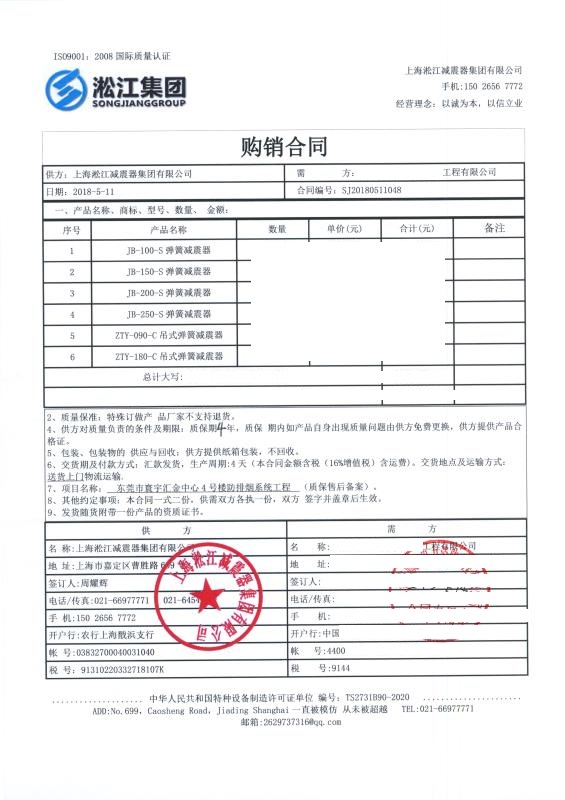 ISO9001: 2008 国际质量认证
淞江集团
SONGJIANGGROUP
上海淞江减震器集团有限公司
手机:150 2656 7772
经营理念: 以诚为本, 以信立业
购销合同
供方: 上海淞江减震器集团有限公司 需 方: 工程有限公司
日期: 2018-5-11 合同编号: SJ20180511048
一、产品名称、商标、型号、数量、 金额:
序号 产品名称 数量 单价(元) 合计(元) 备注
1 JB-100-S 弹簧减震器
2 JB-150-S 弹簧减震器
3 JB-200-S 弹簧减震器
4 JB-250-S 弹簧减震器
5 ZTY-090-C 吊式弹簧减震器
6 ZTY-180-C 吊式弹簧减震器
总计大写:
2、质量保准: 特殊订做产 品厂家不支持退货。
4、供方对质量负责的条件及期限: 质保期4年, 质保 期内如产品自身出现质量问题由供方免费更换, 供方提供产品合
格证。
5、包装、包装物的 供应与回收: 供方提供纸箱包装, 不回收。
6、交货期及付款方式: 汇款发货, 生产周期:4 天 (本合同金额含税 (16%增值税) 含运费)。交货地点及运输方式:
送货上门物流运输.
7、项目名称: 东莞市寰宇汇金中心 4 号楼防排烟系统工程 (质保售后备案)。
8、其他约定事项: 本合同一式二份, 供需双方各执一份, 双方 签字并盖章后生效。
9、发货随货附带一份产品的资质证书。
供 方 需 方
名 称: 上海淞江减震器集团有限公司 名 称: 工程有限公司
地 址: 上海市嘉定区曹胜路 699 号 地 址:
签订人: 周耀辉 签订人:
电话/传真:021-66977771 021-6454 电话/传真:
手 机: 150 2656 7772 手 机:
开户行: 农行上海戬浜支行 开户行: 中国
帐 号: 03832700040031040 帐 号: 4400
税 号: 91310220332718107K 税 号: 9144
上海淞江减震器集团有限公司
中华人民共和国特种设备制造许可证单位 编号: TS2731B90-2020
ADD:No.699, Caosheng Road, Jiading Shanghai 一直被模仿 从未被超越 TEL:021-66977771
邮箱:2629737316@qq.com